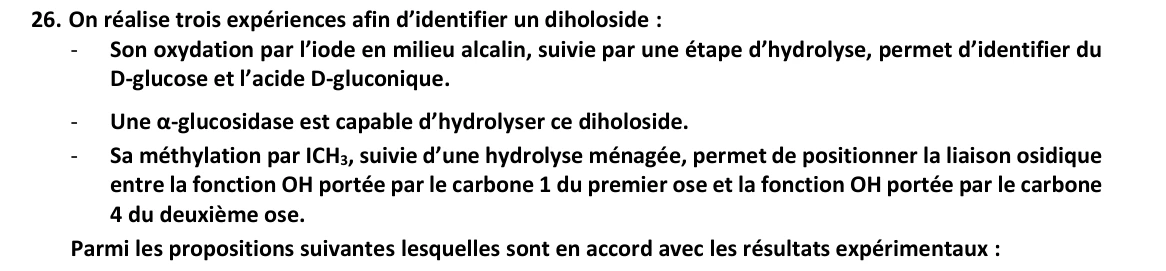 26. On réalise trois expériences afin d’identifier un diholoside :
- Son oxydation par l’iode en milieu alcalin, suivie par une étape d’hydrolyse, permet d’identifier du
D-glucose et l’acide D-gluconique.
- Une α-glucosidase est capable d’hydrolyser ce diholoside.
- Sa méthylation par ICH₃, suivie d’une hydrolyse ménagée, permet de positionner la liaison osidique
entre la fonction OH portée par le carbone 1 du premier ose et la fonction OH portée par le carbone
4 du deuxième ose.
Parmi les propositions suivantes lesquelles sont en accord avec les résultats expérimentaux :